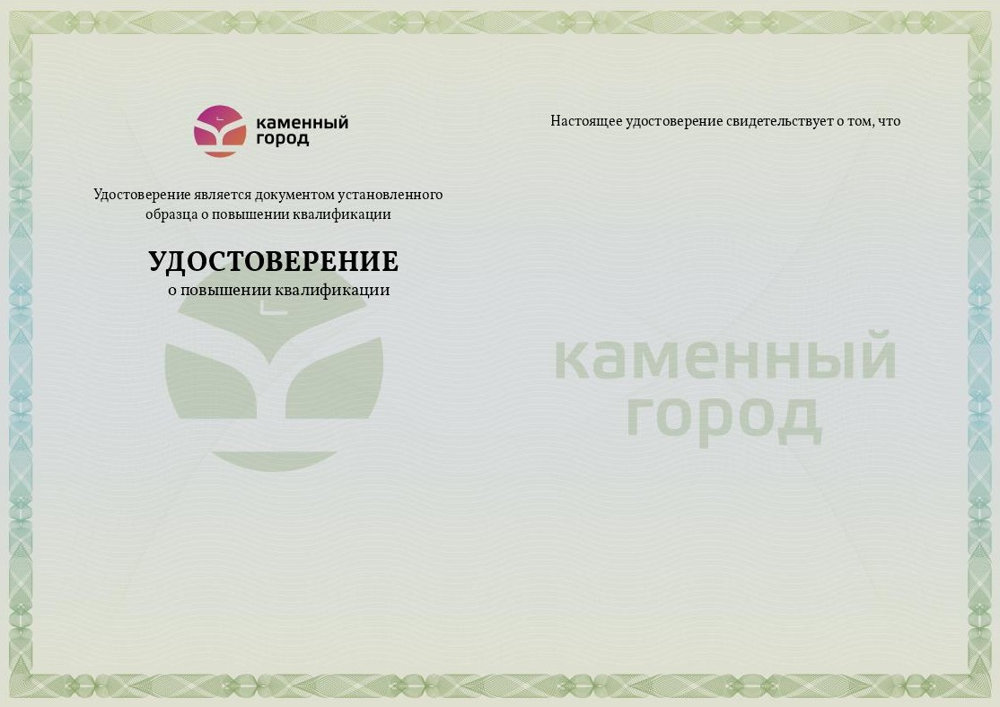 каменный
город
Удостоверение является документом установленного
образца о повышении квалификации
УДОСТОВЕРЕНИЕ
о повышении квалификации
Настоящее удостоверение свидетельствует о том, что
каменный
город